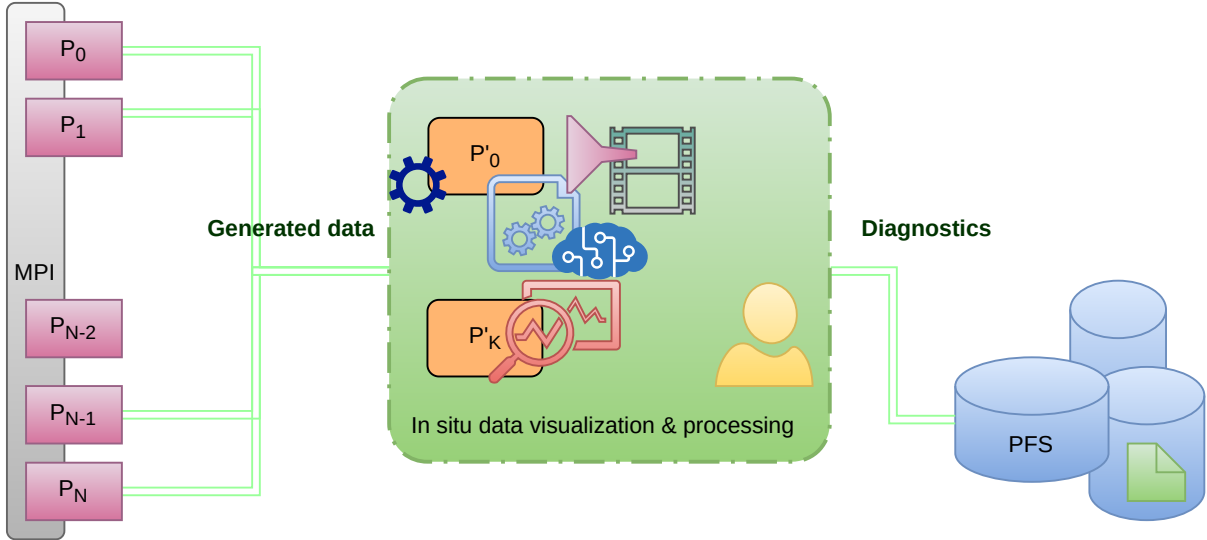 P0
P1
MPI
PN-2
PN-1
PN
Generated data
P'0
P'K
In situ data visualization & processing
Diagnostics
PFS